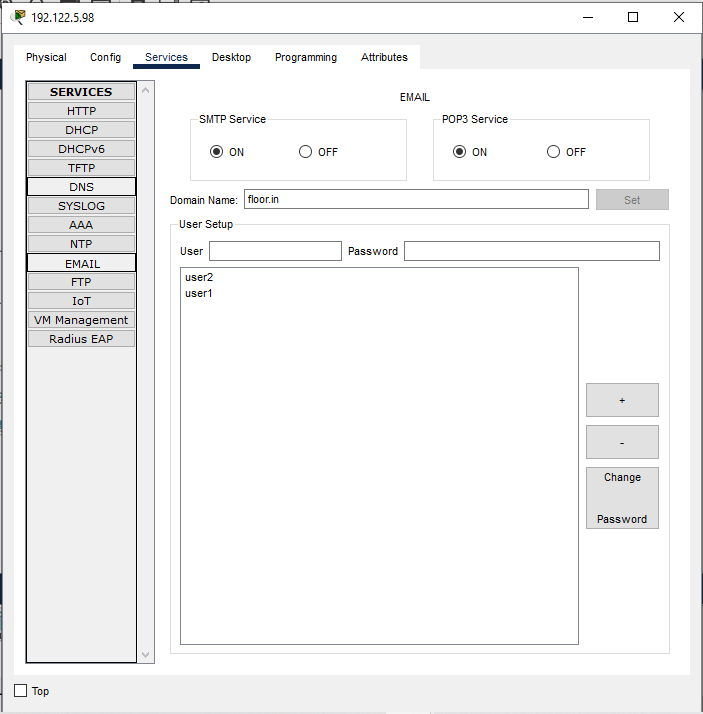 192.122.5.98
Physical Config Services Desktop Programming Attributes
SERVICES
HTTP
DHCP
DHCPv6
TFTP
DNS
SYSLOG
AAA
NTP
EMAIL
FTP
IoT
VM Management
Radius EAP
EMAIL
SMTP Service
ON OFF
POP3 Service
ON OFF
Domain Name: floor.in Set
User Setup
User Password
user2
user1
+
-
Change
Password
Top